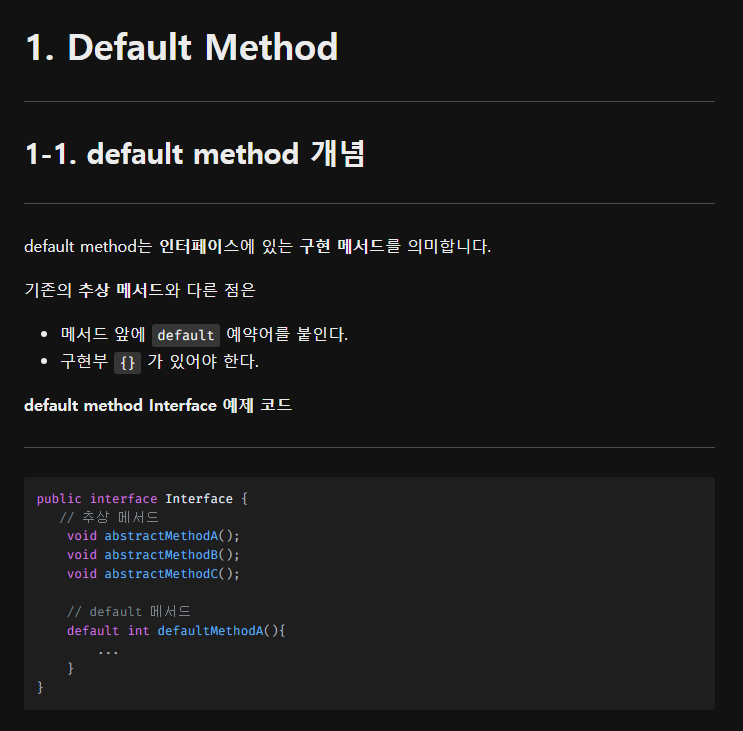 1. Default Method
1-1. default method 개념
default method는 인터페이스에 있는 구현 메서드를 의미합니다.
기존의 추상 메서드와 다른 점은
• 메서드 앞에 default 예약어를 붙인다.
• 구현부 {} 가 있어야 한다.
default method Interface 예제 코드
public interface Interface {
   // 추상 메서드
    void abstractMethodA();
    void abstractMethodB();
    void abstractMethodC();
    // default 메서드
    default int defaultMethodA(){
        ...
    }
}